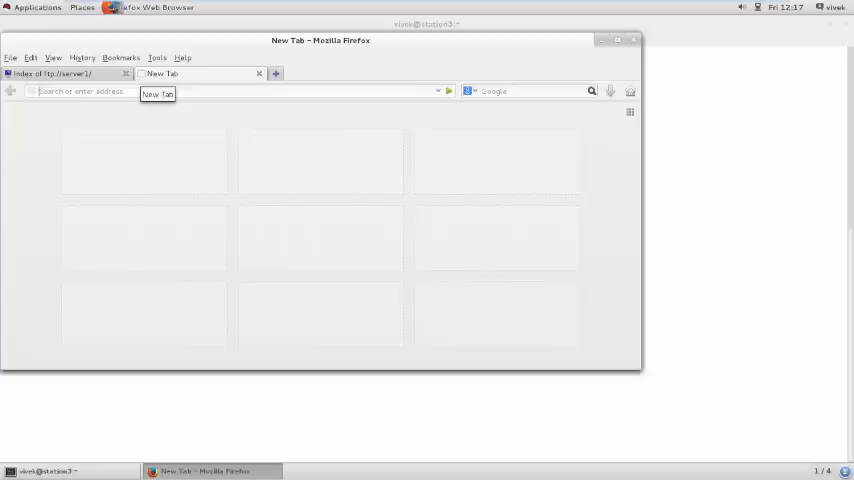 Applications Places Firefox Web Browser Fri 12:17 vivek
vivek@station3:~
New Tab - Mozilla Firefox
File Edit View History Bookmarks Tools Help
Index of ftp://server1/ New Tab
Search or enter address Google
New Tab
vivek@station3:~ New Tab - Mozilla Firefox 1 / 4